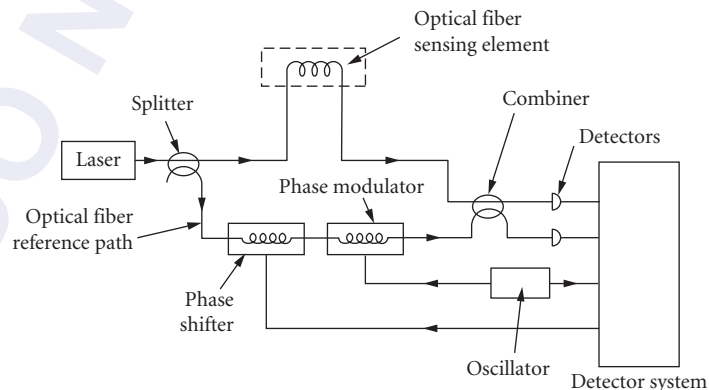 Optical fiber
sensing element
Splitter
Combiner
Detectors
Laser
Phase modulator
Optical fiber
reference path
Phase
shifter
Oscillator
Detector system